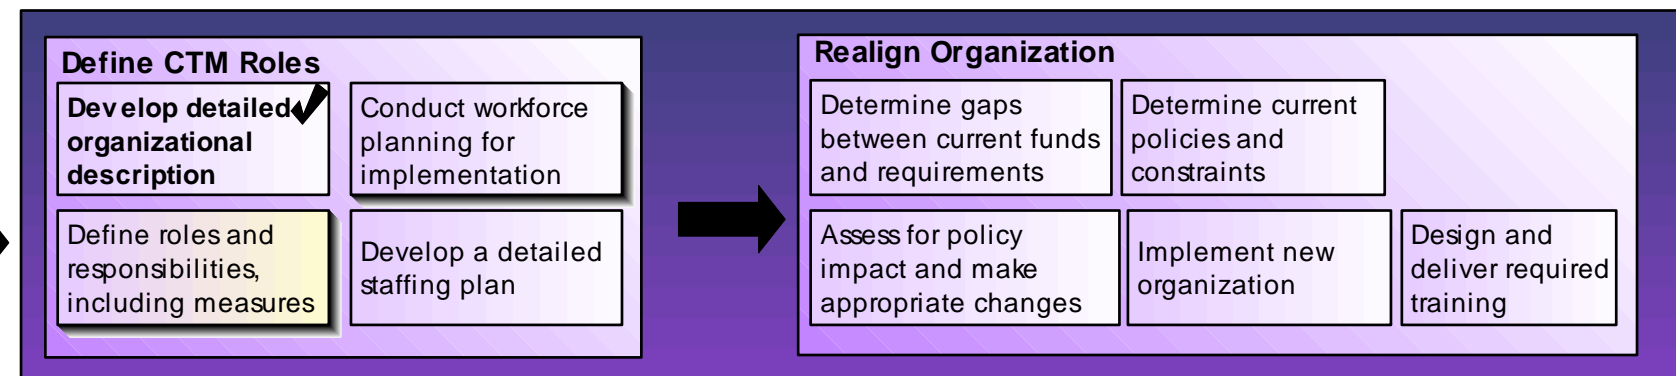 Define CTM Roles
Develop detailed
organizational
description
Conduct workforce
planning for
implementation
Define roles and
responsibilities,
including measures
Develop a detailed
staffing plan
Realign Organization
Determine gaps
between current funds
and requirements
Determine current
policies and
constraints
Assess for policy
impact and make
appropriate changes
Implement new
organization
Design and
deliver required
training